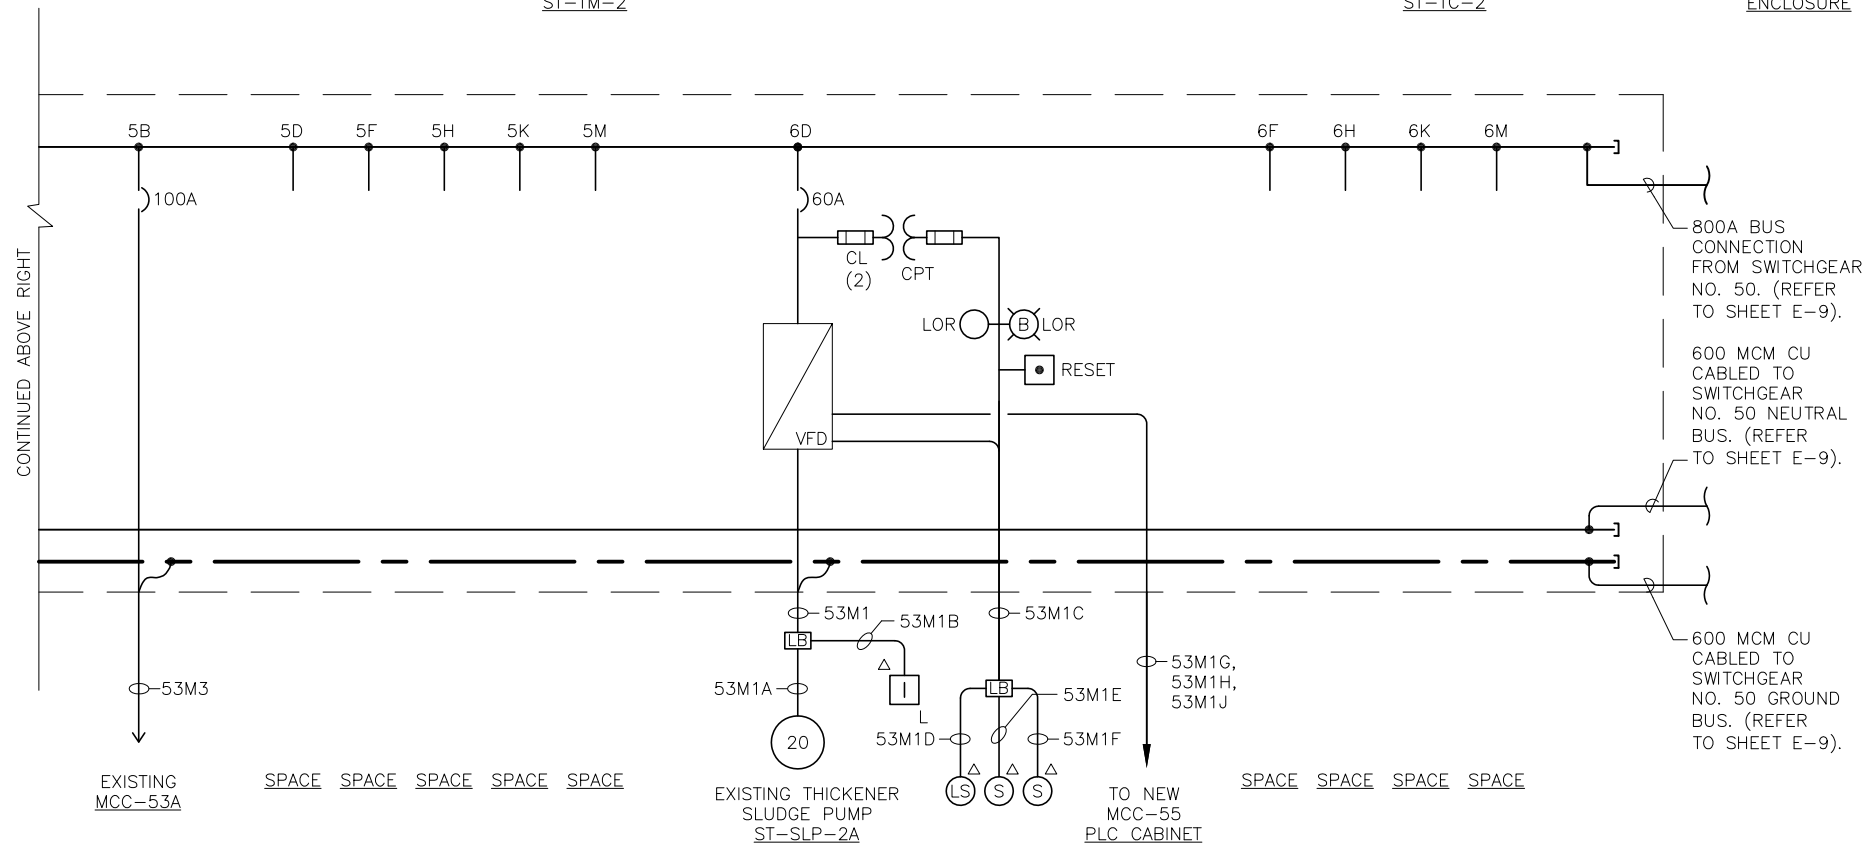 ST-TM-2
ST-TC-2
ENCLOSURE
CONTINUED ABOVE RIGHT
5B
5D
5F
5H
5K
5M
6D
6F
6H
6K
6M
100A
60A
CL
(2)
CPT
LOR
B
LOR
RESET
VFD
800A BUS
CONNECTION
FROM SWITCHGEAR
NO. 50. (REFER
TO SHEET E-9).
600 MCM CU
CABLED TO
SWITCHGEAR
NO. 50 NEUTRAL
BUS. (REFER
TO SHEET E-9).
600 MCM CU
CABLED TO
SWITCHGEAR
NO. 50 GROUND
BUS. (REFER
TO SHEET E-9).
53M1
53M1B
53M1C
LB
53M3
53M1A
I
L
LB
53M1E
53M1D
53M1F
53M1G,
53M1H,
53M1J
20
LS
S
S
EXISTING
MCC-53A
SPACE
SPACE
SPACE
SPACE
SPACE
EXISTING THICKENER
SLUDGE PUMP
ST-SLP-2A
TO NEW
MCC-55
PLC CABINET
SPACE
SPACE
SPACE
SPACE